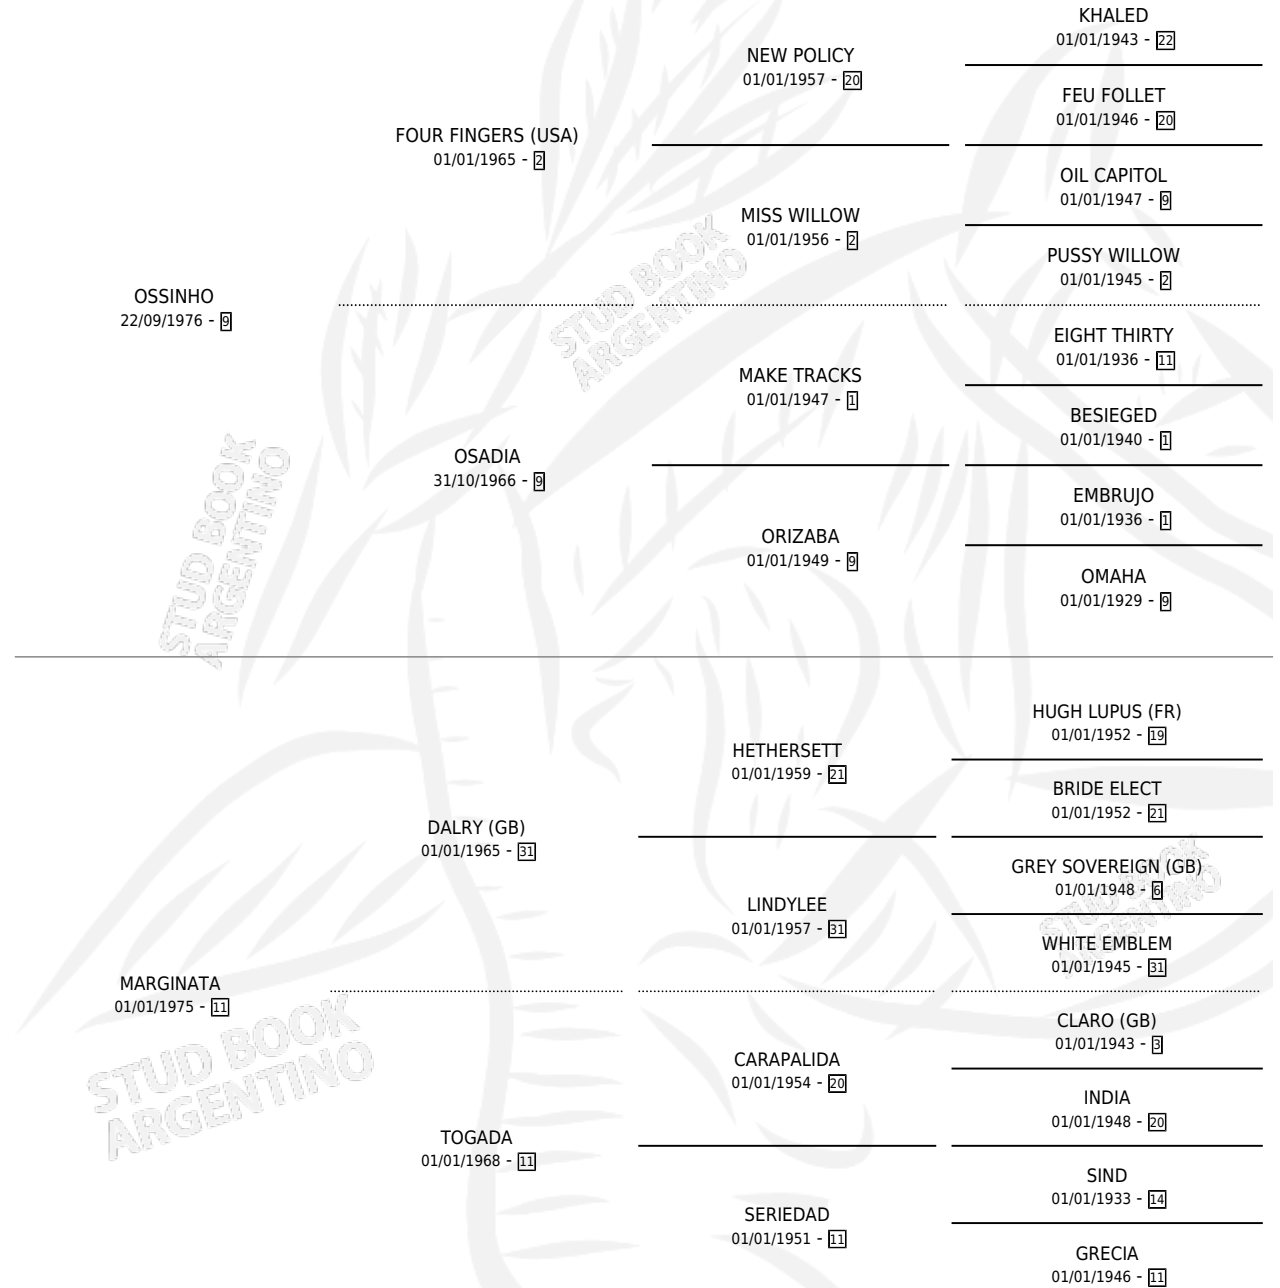 KHALED
01/01/1943 - 22
NEW POLICY
01/01/1957 - 20
FEU FOLLET
01/01/1946 - 20
FOUR FINGERS (USA)
01/01/1965 - 2
OIL CAPITOL
01/01/1947 - 9
MISS WILLOW
01/01/1956 - 2
PUSSY WILLOW
01/01/1945 - 2
STUD BOOK
ARGENTINO
OSSINHO
22/09/1976 - 9
EIGHT THIRTY
01/01/1936 - 11
MAKE TRACKS
01/01/1947 - 1
BESIEGED
01/01/1940 - 1
OSADIA
31/10/1966 - 9
EMBRUJO
01/01/1936 - 1
ORIZABA
01/01/1949 - 9
OMAHA
01/01/1929 - 9
STUD BOOK
ARGENTINO
HUGH LUPUS (FR)
01/01/1952 - 19
HETHERSETT
01/01/1959 - 21
BRIDE ELECT
01/01/1952 - 21
DALRY (GB)
01/01/1965 - 31
GREY SOVEREIGN (GB)
01/01/1948 - 6
LINDYLEE
01/01/1957 - 31
WHITE EMBLEM
01/01/1945 - 31
STUD BOOK
ARGENTINO
MARGINATA
01/01/1975 - 11
CLARO (GB)
01/01/1943 - 3
CARAPALIDA
01/01/1954 - 20
INDIA
01/01/1948 - 20
STUD BOOK
ARGENTINO
TOGADA
01/01/1968 - 11
SIND
01/01/1933 - 14
SERIEDAD
01/01/1951 - 11
GRECIA
01/01/1946 - 11